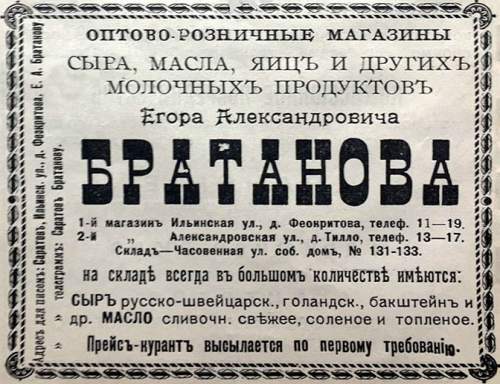 ОПТОВО-РОЗНИЧНЫЕ МАГАЗИНЫ
СЫРА, МАСЛА, ЯИЦЪ И ДРУГИХЪ
МОЛОЧНЫХЪ ПРОДУКТОВЪ
Егора Александровича
БРАТАНОВА
1-й магазинъ Ильинская ул., д. Феокритова, телеф. 11—19.
2-й „ Александровская ул., д. Тилло, телеф. 13—17.
Складъ—Часовенная ул. соб. домъ, № 131-133.
на складѣ всегда въ большомъ количествѣ имѣются:
СЫРЪ русско-швейцарск., голандск., бакштейнъ и
др. МАСЛО сливочн. свѣжее, соленое и топленое.
Прейсъ-курантъ высылается по первому требованію.
Адресъ для писемъ: Саратовъ, Ильинск. ул., д. Феокритова. Е. А. Братанову.
„ „ телеграммъ: Саратовъ Братанову.